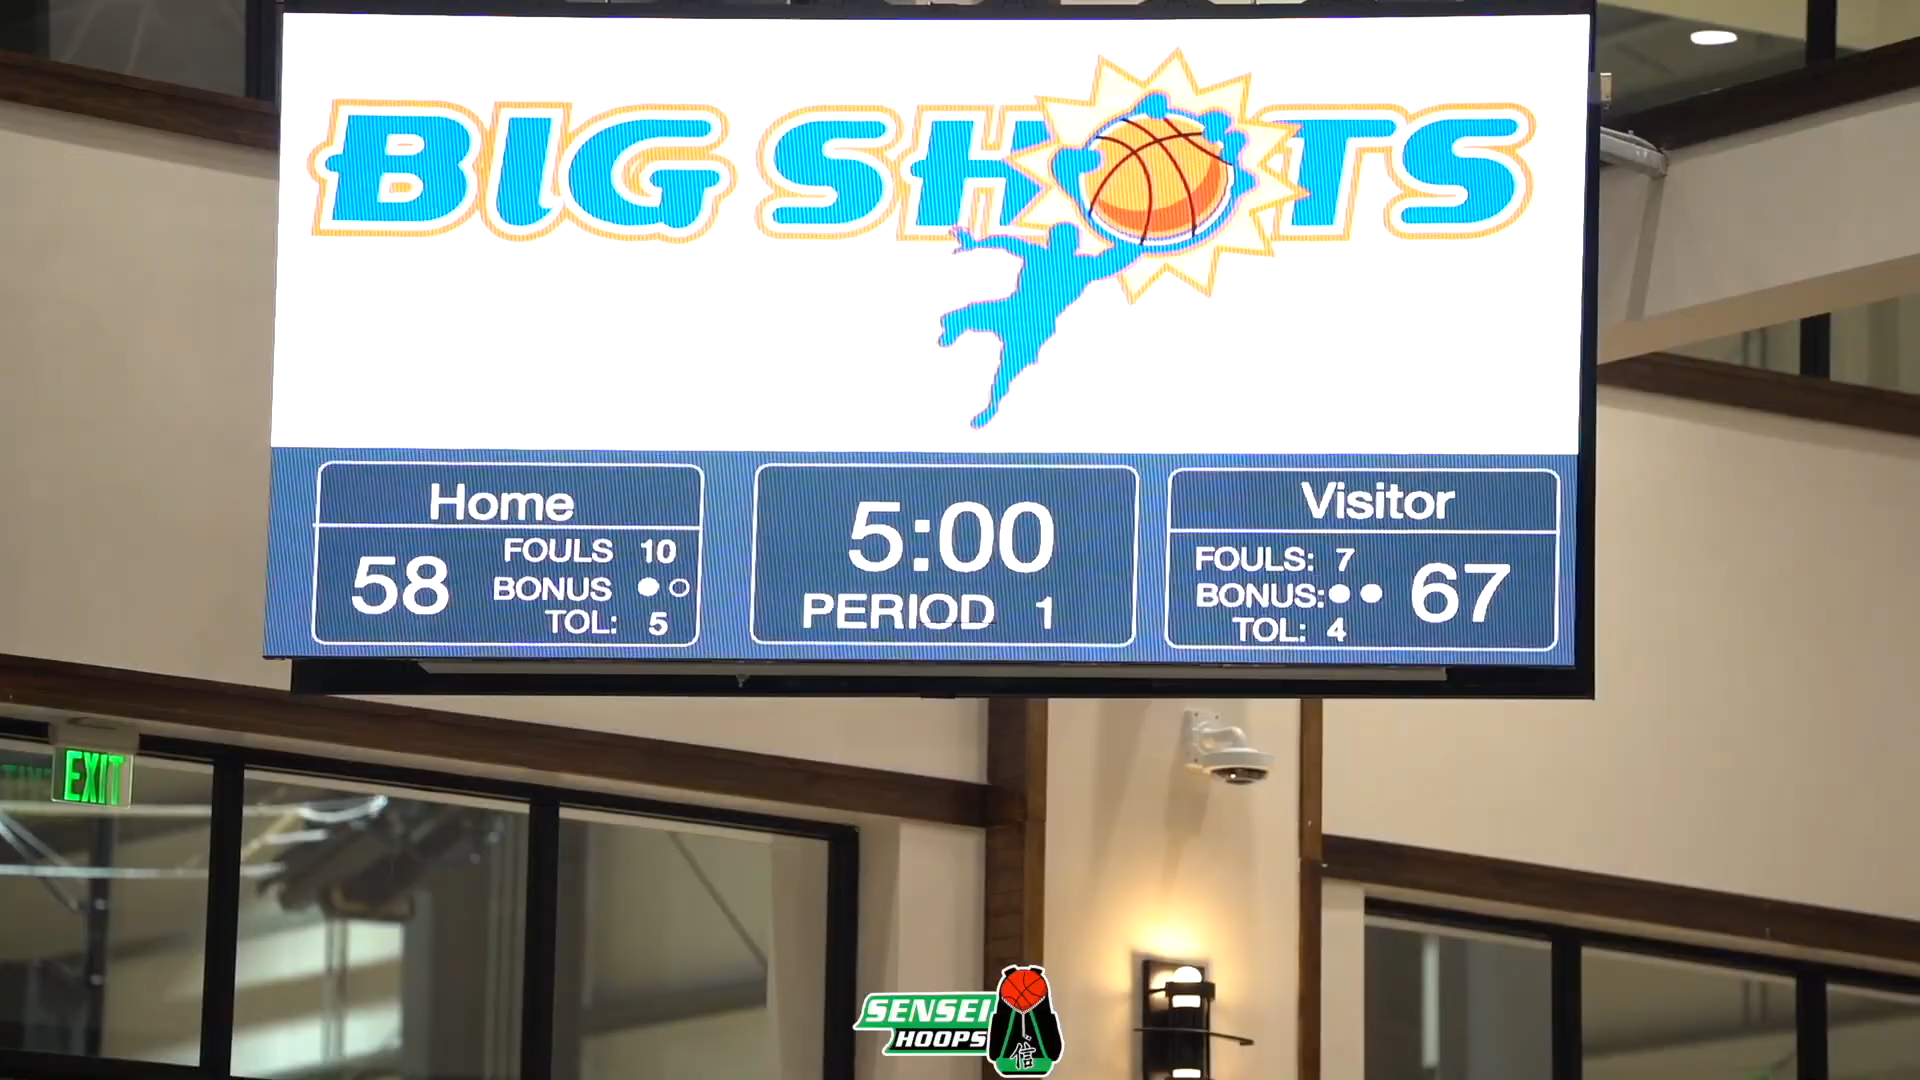 BIG SHOTS
Home
58
FOULS 10
BONUS
TOL: 5
5:00
PERIOD 1
Visitor
FOULS: 7
BONUS:
TOL: 4
67
EXIT
SENSEI
HOOPS
信